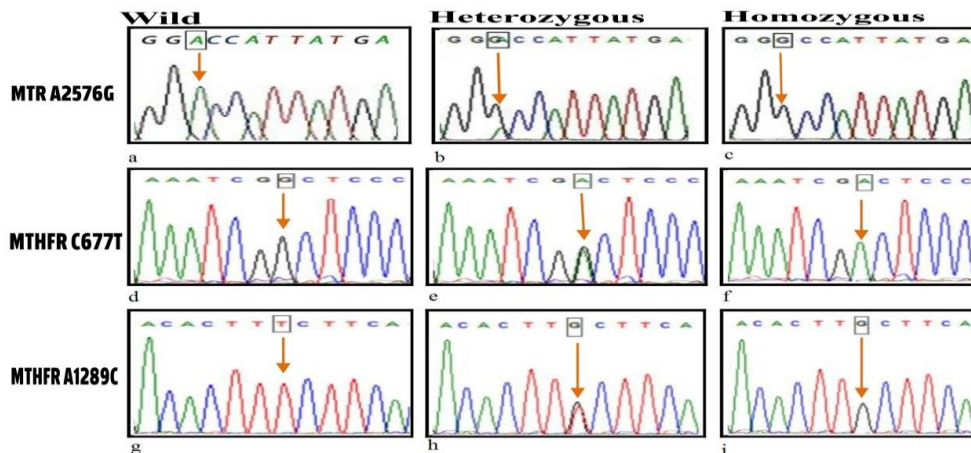 Wild Heterozygous Homozygous
MTR A2576G
G G A C C A T T A T G A
G G G C C A T T A T G A
G G G C C A T T A T G A
a b c
MTHFR C677T
A A A T C G G C T C C C
A A A T C G A C T C C C
A A A T C G A C T C C C
d e f
MTHFR A1289C
A C A C T T T C T T C A
A C A C T T G C T T C A
A C A C T T G C T T C A
g h i